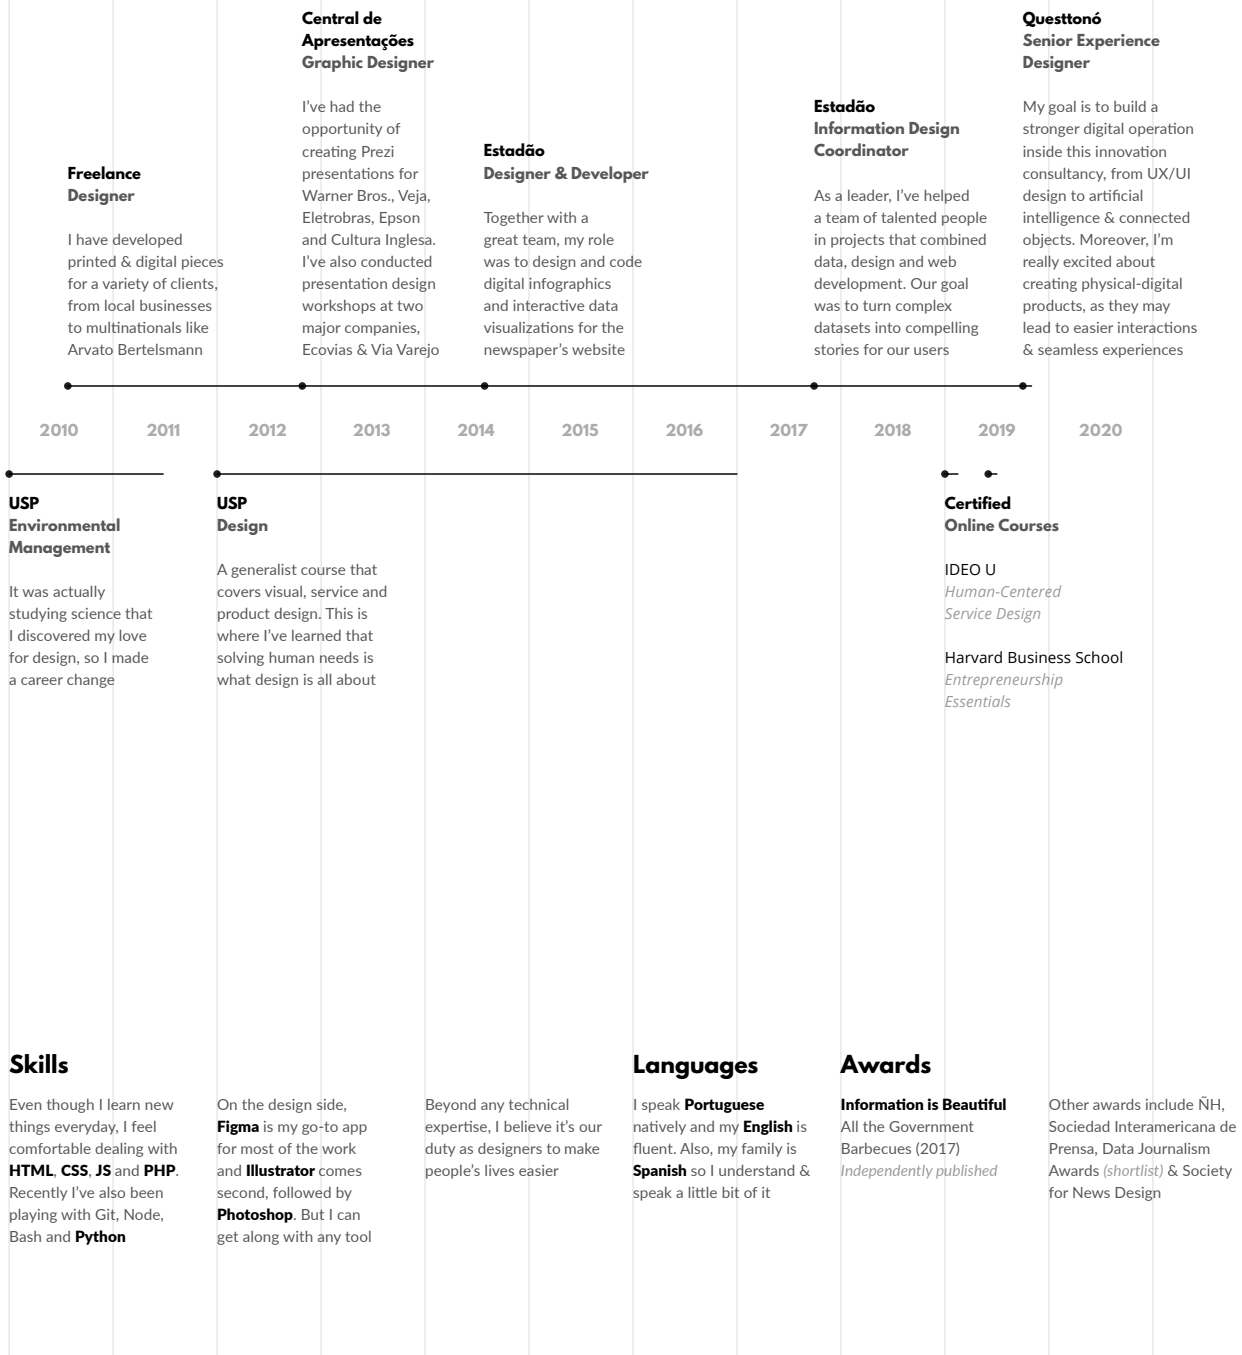 Freelance
Designer
I have developed
printed & digital pieces
for a variety of clients,
from local businesses
to multinationals like
Arvato Bertelsmann
Central de
Apresentações
Graphic Designer
I've had the
opportunity of
creating Prezi
presentations for
Warner Bros., Veja,
Eletrobras, Epson
and Cultura Inglesa.
I've also conducted
presentation design
workshops at two
major companies,
Ecovias & Via Varejo
Estadão
Designer & Developer
Together with a
great team, my role
was to design and code
digital infographics
and interactive data
visualizations for the
newspaper's website
Estadão
Information Design
Coordinator
As a leader, I've helped
a team of talented people
in projects that combined
data, design and web
development. Our goal
was to turn complex
datasets into compelling
stories for our users
Questtonó
Senior Experience
Designer
My goal is to build a
stronger digital operation
inside this innovation
consultancy, from UX/UI
design to artificial
intelligence & connected
objects. Moreover, I'm
really excited about
creating physical-digital
products, as they may
lead to easier interactions
& seamless experiences
2010 2011 2012 2013 2014 2015 2016 2017 2018 2019 2020
USP
Environmental
Management
It was actually
studying science that
I discovered my love
for design, so I made
a career change
USP
Design
A generalist course that
covers visual, service and
product design. This is
where I've learned that
solving human needs is
what design is all about
Certified
Online Courses
IDEO U
Human-Centered
Service Design
Harvard Business School
Entrepreneurship
Essentials
Skills
Even though I learn new
things everyday, I feel
comfortable dealing with
HTML, CSS, JS and PHP.
Recently I've also been
playing with Git, Node,
Bash and Python
On the design side,
Figma is my go-to app
for most of the work
and Illustrator comes
second, followed by
Photoshop. But I can
get along with any tool
Beyond any technical
expertise, I believe it's our
duty as designers to make
people's lives easier
Languages
I speak Portuguese
natively and my English is
fluent. Also, my family is
Spanish so I understand &
speak a little bit of it
Awards
Information is Beautiful
All the Government
Barbecues (2017)
Independently published
Other awards include ÑH,
Sociedad Interamericana de
Prensa, Data Journalism
Awards (shortlist) & Society
for News Design